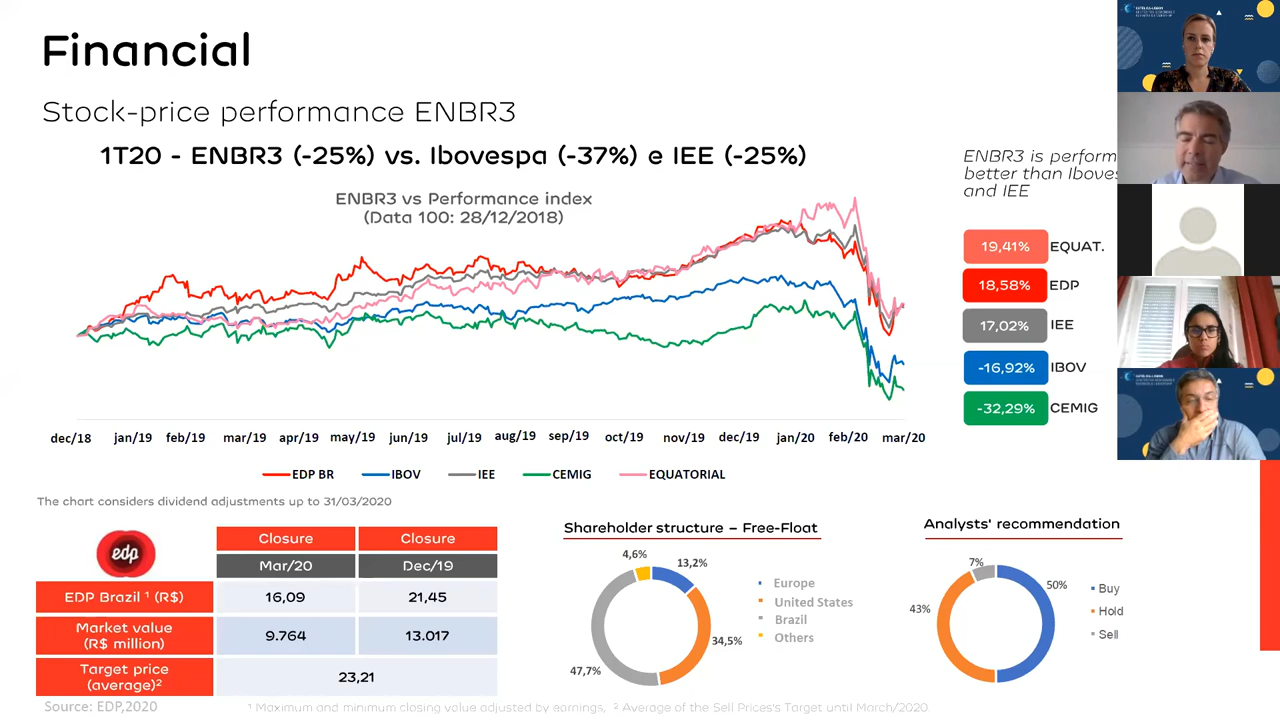 Financial
Stock-price performance ENBR3
1T20 - ENBR3 (-25%) vs. Ibovespa (-37%) e IEE (-25%)
ENBR3 is perform
better than Iboves
and IEE
ENBR3 vs Performance index
(Data 100: 28/12/2018)
19,41% EQUAT.
18,58% EDP
17,02% IEE
-16,92% IBOV
-32,29% CEMIG
dec/18 jan/19 feb/19 mar/19 apr/19 may/19 jun/19 jul/19 aug/19 sep/19 oct/19 nov/19 dec/19 jan/20 feb/20 mar/20
EDP BR IBOV IEE CEMIG EQUATORIAL
The chart considers dividend adjustments up to 31/03/2020
edp
Closure Closure
Mar/20 Dec/19
EDP Brazil ¹ (R$) 16,09 21,45
Market value
(R$ million) 9.764 13.017
Target price
(average)² 23,21
Shareholder structure – Free-Float
4,6%
13,2%
34,5%
47,7%
Europe
United States
Brazil
Others
Analysts' recommendation
7%
50%
43%
Buy
Hold
Sell
Source: EDP,2020
¹ Maximum and minimum closing value adjusted by earnings, ² Average of the Sell Prices's Target until March/2020.